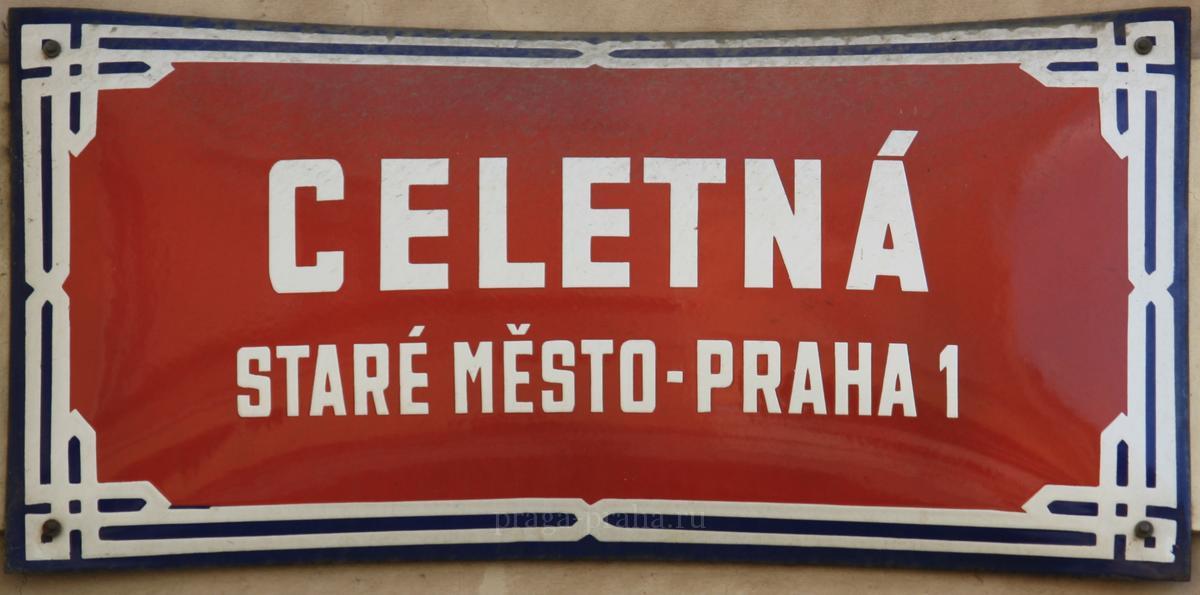 CELETNÁ
STARÉ MĚSTO-PRAHA 1
praga-praha.ru